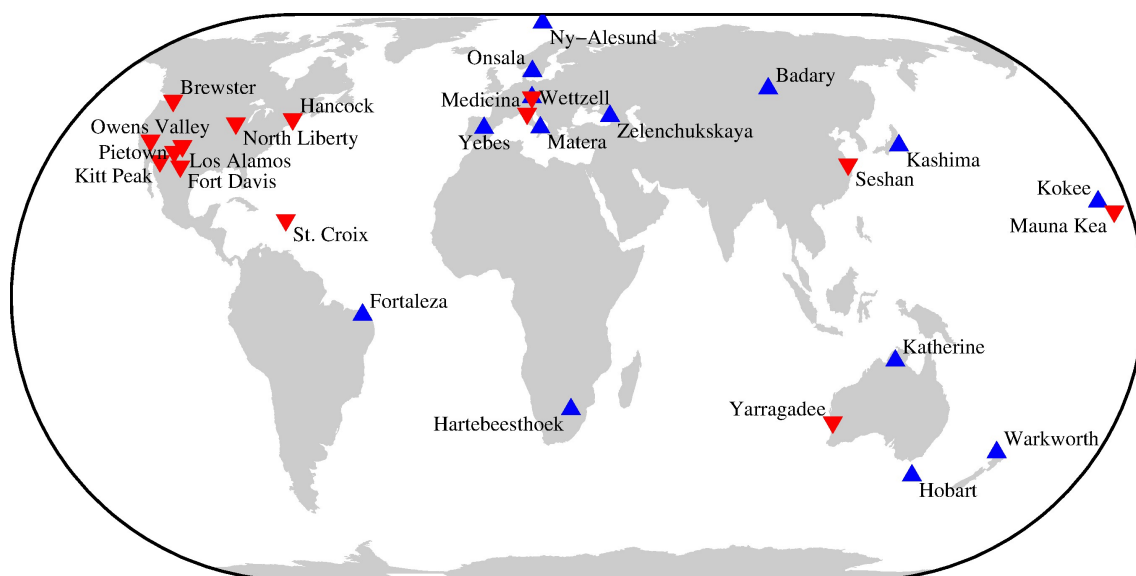 Ny-Alesund
Onsala
Badary
Brewster
Hancock
Medicina
Wettzell
Owens Valley
North Liberty
Yebes
Matera
Zelenchukskaya
Pietown
Los Alamos
Kashima
Kitt Peak
Fort Davis
Seshan
Kokee
Mauna Kea
St. Croix
Fortaleza
Katherine
Yarragadee
Hartebeesthoek
Warkworth
Hobart